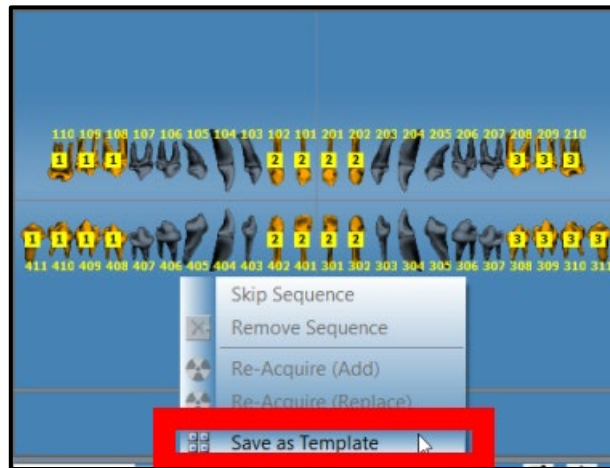 110 109 108 107 106 105 104 103 102 101 201 202 203 204 205 206 207 208 209 210
1 1 1 2 2 2 2 3 3 3
1 1 1 1 2 2 2 2 3 3 3 3
411 410 409 408 407 406 405 404 403 402 401 301 302 303 304 305 306 307 308 309 310 311
Skip Sequence
Remove Sequence
Re-Acquire (Add)
Re-Acquire (Replace)
Save as Template